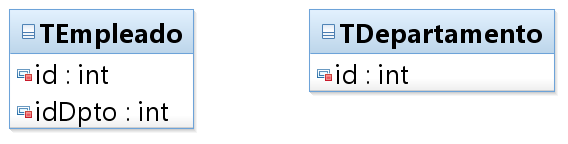 TEmpleado
id : int
idDpto : int
TDepartamento
id : int